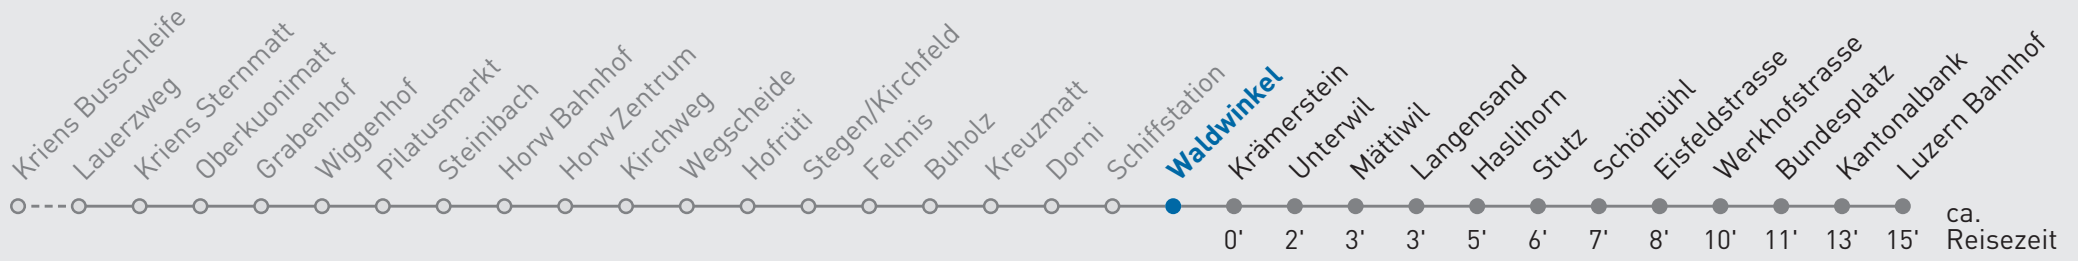 Kriens Busschleife
Lauerzweg
Kriens Sternmatt
Oberkuonimatt
Grabenhof
Wiggenhof
Pilatusmarkt
Steinibach
Horw Bahnhof
Horw Zentrum
Kirchweg
Wegscheide
Hofrüti
Stegen/Kirchfeld
Felmis
Buholz
Kreuzmatt
Dorni
Schiffstation
Waldwinkel
Krämerstein
Unterwil
Mättiwil
Langensand
Haslihorn
Stutz
Schönbühl
Eisfeldstrasse
Werkhofstrasse
Bundesplatz
Kantonalbank
Luzern Bahnhof
0' 2' 3' 3' 5' 6' 7' 8' 10' 11' 13' 15'
ca.
Reisezeit